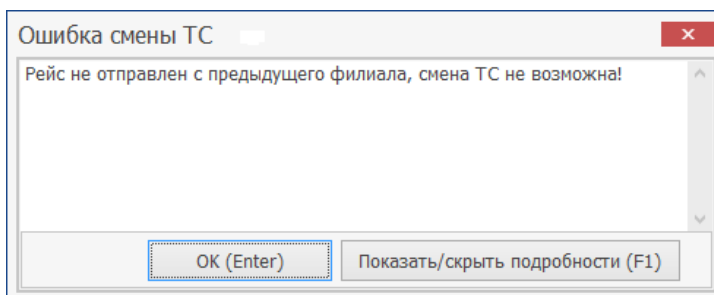 Ошибка смены ТС
Рейс не отправлен с предыдущего филиала, смена ТС не возможна!
OK (Enter)
Показать/скрыть подробности (F1)